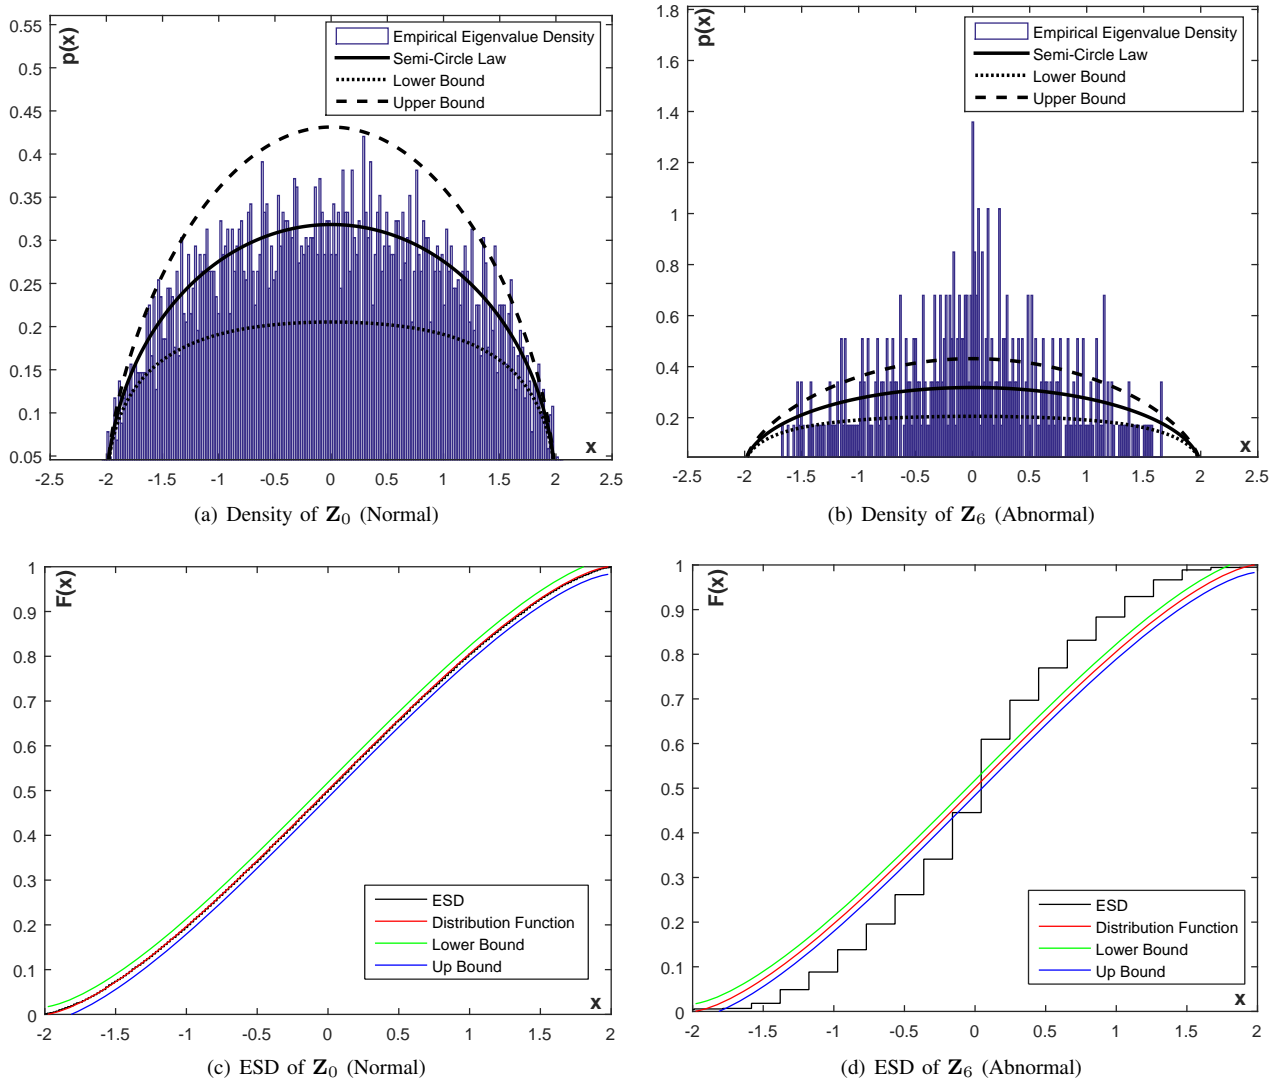 p(x)
0.55
0.5
0.45
0.4
0.35
0.3
0.25
0.2
0.15
0.1
0.05
Empirical Eigenvalue Density
Semi-Circle Law
Lower Bound
Upper Bound
x
-2.5 -2 -1.5 -1 -0.5 0 0.5 1 1.5 2 2.5
(a) Density of Z0 (Normal)
p(x)
1.8
1.6
1.4
1.2
1
0.8
0.6
0.4
0.2
Empirical Eigenvalue Density
Semi-Circle Law
Lower Bound
Upper Bound
x
-2.5 -2 -1.5 -1 -0.5 0 0.5 1 1.5 2 2.5
(b) Density of Z6 (Abnormal)
F(x)
1
0.9
0.8
0.7
0.6
0.5
0.4
0.3
0.2
0.1
0
ESD
Distribution Function
Lower Bound
Up Bound
x
-2 -1.5 -1 -0.5 0 0.5 1 1.5 2
(c) ESD of Z0 (Normal)
F(x)
1
0.9
0.8
0.7
0.6
0.5
0.4
0.3
0.2
0.1
0
ESD
Distribution Function
Lower Bound
Up Bound
x
-2 -1.5 -1 -0.5 0 0.5 1 1.5 2
(d) ESD of Z6 (Abnormal)